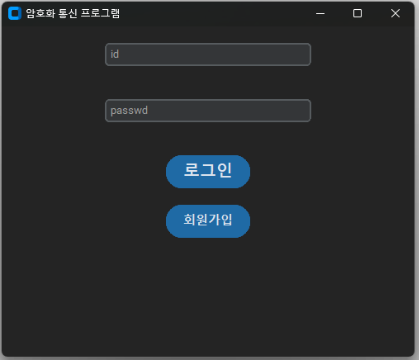 암호화 통신 프로그램
id
passwd
로그인
회원가입